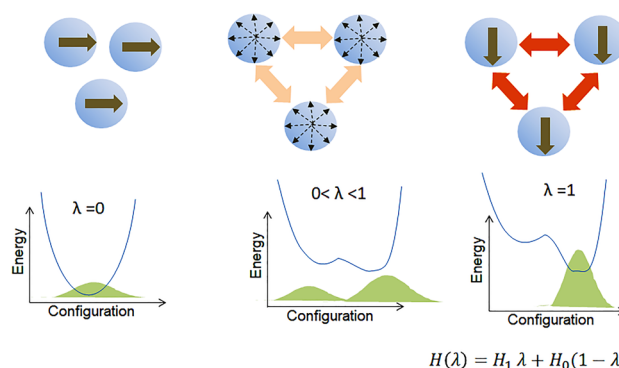 λ =0
0< λ <1
λ =1
Energy
Energy
Energy
Configuration
Configuration
Configuration
H(λ) = H₁ λ + H₀(1 − λ